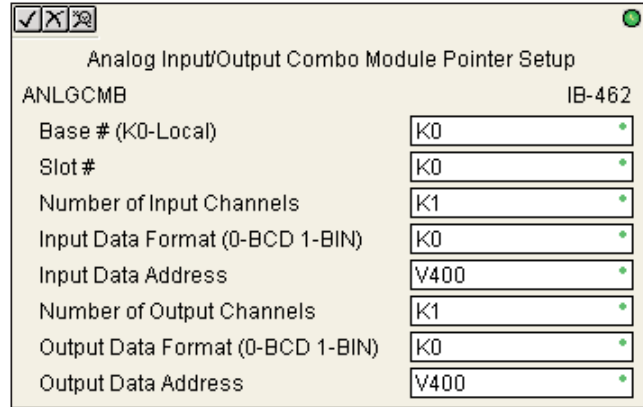 Analog Input/Output Combo Module Pointer Setup
ANLGCMB IB-462
Base # (K0-Local) K0
Slot # K0
Number of Input Channels K1
Input Data Format (0-BCD 1-BIN) K0
Input Data Address V400
Number of Output Channels K1
Output Data Format (0-BCD 1-BIN) K0
Output Data Address V400